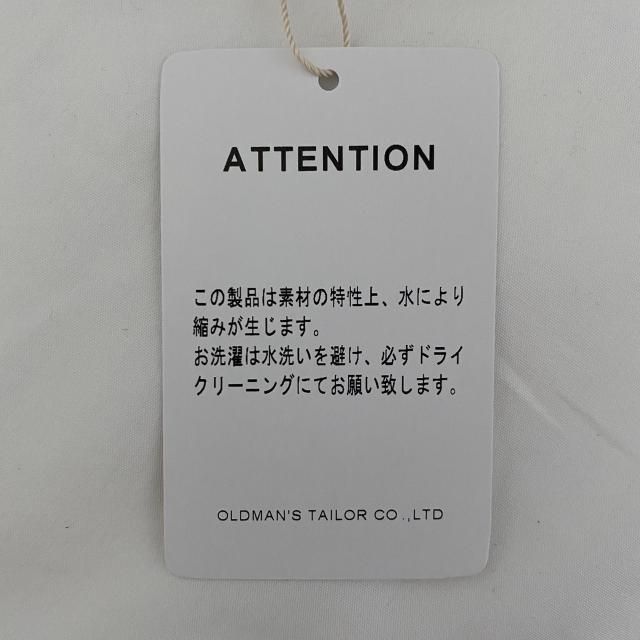 ATTENTION
この製品は素材の特性上、水により
縮みが生じます。
お洗濯は水洗いを避け、必ずドライ
クリーニングにてお願い致します。
OLDMAN'S TAILOR CO .,LTD